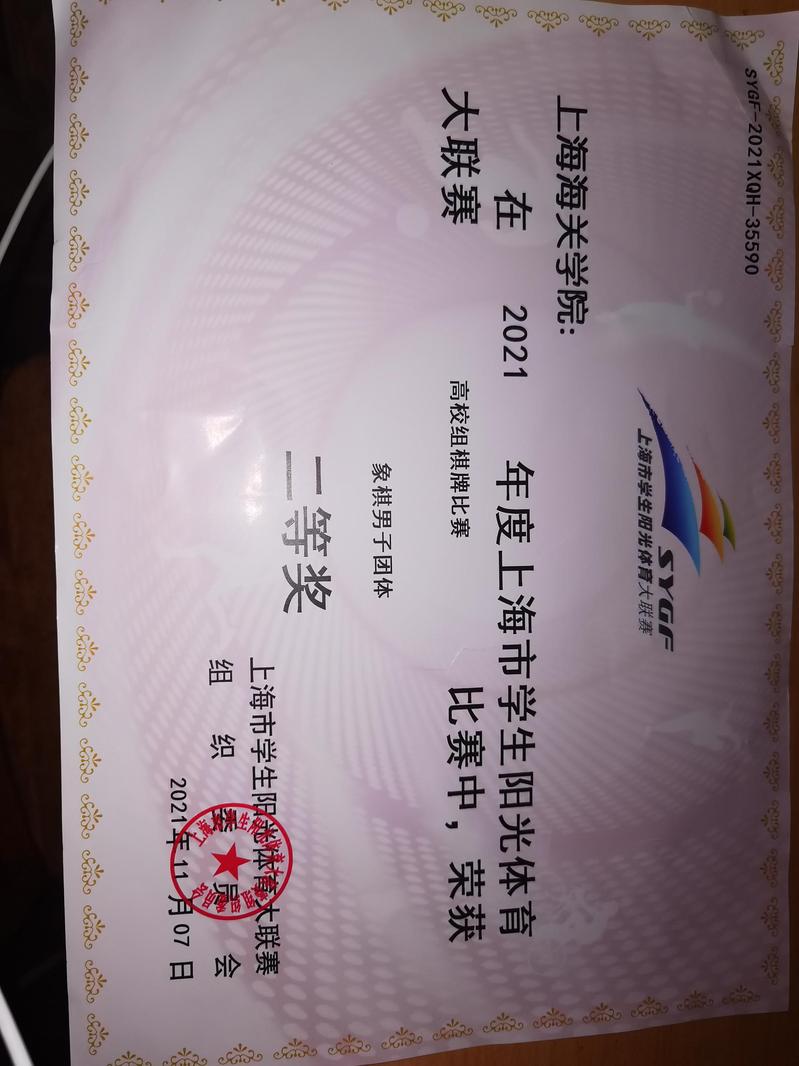 SYGF-2021XQH-35590
SYGF
上海市学生阳光体育大联赛
上海海关学院:
在 2021 年度上海市学生阳光体育
大联赛 高校组棋牌比赛 比赛中，荣获
象棋男子团体
二等奖
上海市学生阳光体育大联赛
组织委员会
2021年11月07日